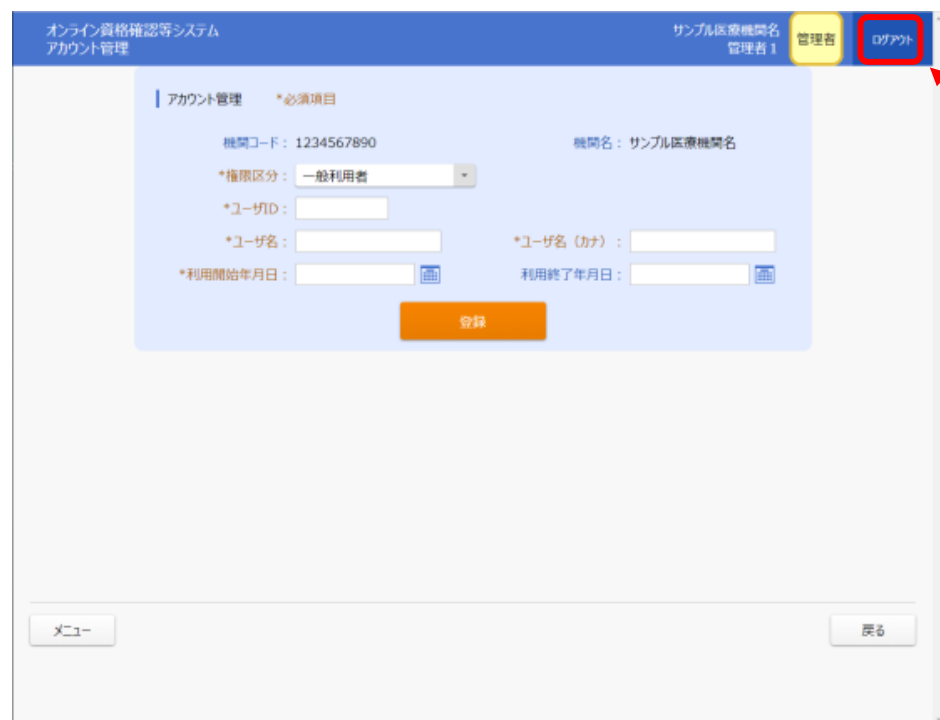 オンライン資格確認等システム
アカウント管理
サンプル医療機関名
管理者1
管理者
ログアウト
アカウント管理 *必須項目
機関コード: 1234567890 機関名: サンプル医療機関名
*権限区分: 一般利用者
*ユーザID:
*ユーザ名: *ユーザ名(カナ):
*利用開始年月日: 利用終了年月日:
登録
メニュー
戻る